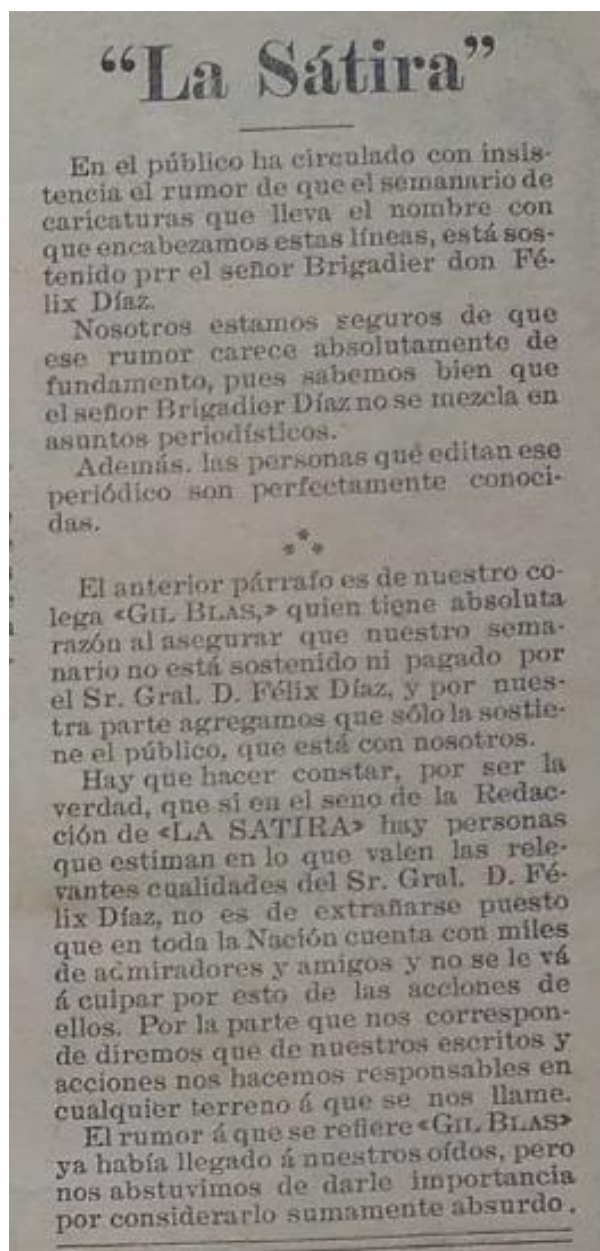 “La Sátira”
En el público ha circulado con insis-
tencia el rumor de que el semanario de
caricaturas que lleva el nombre con
que encabezamos estas líneas, está sos-
tenido prr el señor Brigadier don Fé-
lix Díaz.
Nosotros estamos seguros de que
ese rumor carece absolutamente de
fundamento, pues sabemos bien que
el señor Brigadier Díaz no se mezcla en
asuntos periodísticos.
Además. las personas que editan ese
periódico son perfectamente conoci-
das.
***
El anterior párrafo es de nuestro co-
lega «GIL BLAS,» quien tiene absoluta
razón al asegurar que nuestro sema-
nario no está sostenido ni pagado por
el Sr. Gral. D. Félix Díaz, y por nues-
tra parte agregamos que sólo la sostie-
ne el público, que está con nosotros.
Hay que hacer constar, por ser la
verdad, que si en el seno de la Redac-
ción de «LA SATIRA» hay personas
que estiman en lo que valen las rele-
vantes cualidades del Sr. Gral. D. Fé-
lix Díaz, no es de extrañarse puesto
que en toda la Nación cuenta con miles
de admiradores y amigos y no se le vá
á culpar por esto de las acciones de
ellos. Por la parte que nos correspon-
de diremos que de nuestros escritos y
acciones nos hacemos responsables en
cualquier terreno á que se nos llame.
El rumor á que se refiere «GIL BLAS»
ya había llegado á nuestros oídos, pero
nos abstuvimos de darle importancia
por considerarlo sumamente absurdo.